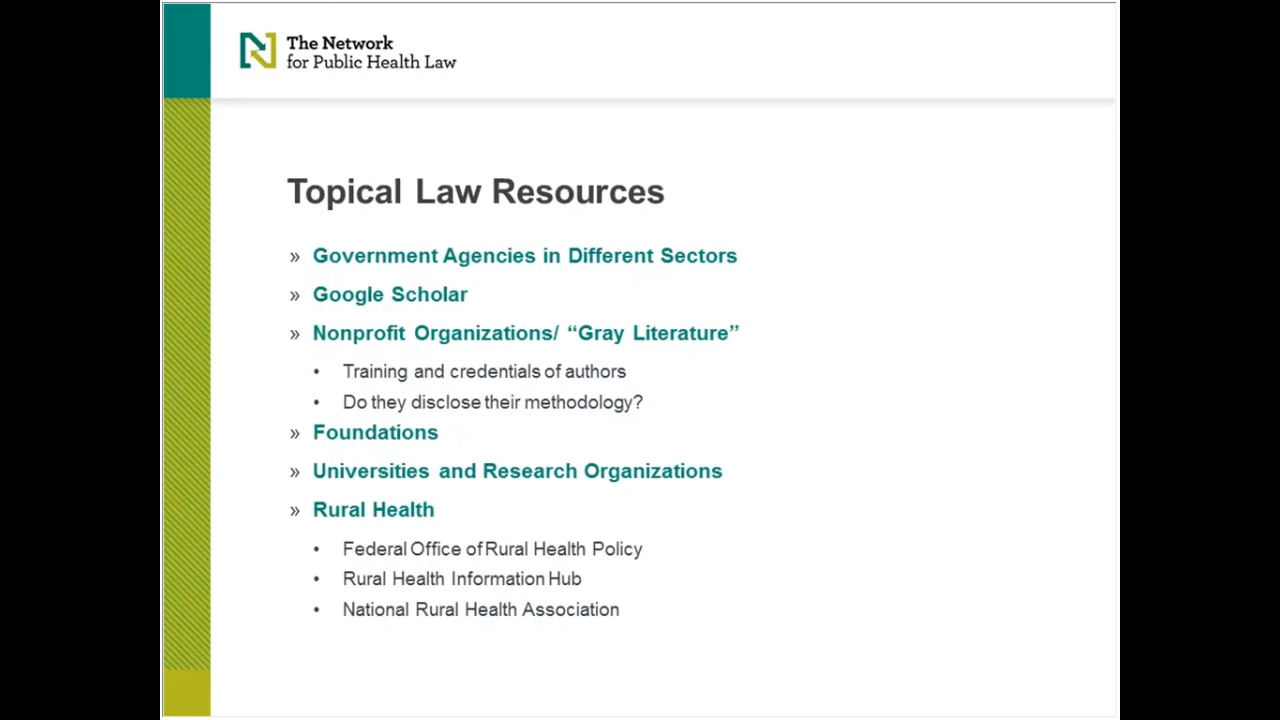 The Network
for Public Health Law
Topical Law Resources
» Government Agencies in Different Sectors
» Google Scholar
» Nonprofit Organizations/ “Gray Literature”
• Training and credentials of authors
• Do they disclose their methodology?
» Foundations
» Universities and Research Organizations
» Rural Health
• Federal Office of Rural Health Policy
• Rural Health Information Hub
• National Rural Health Association